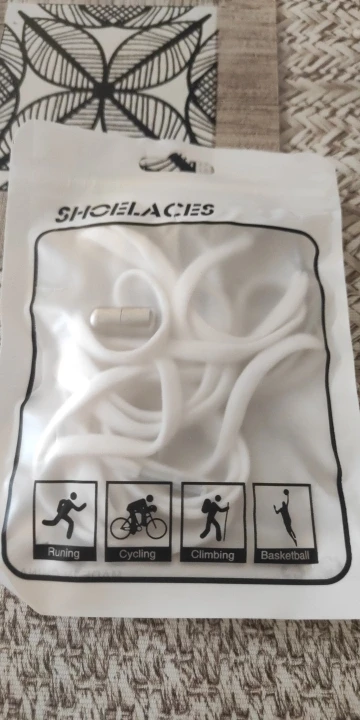 SHOELACES
Runing
Cycling
Climbing
Basketball